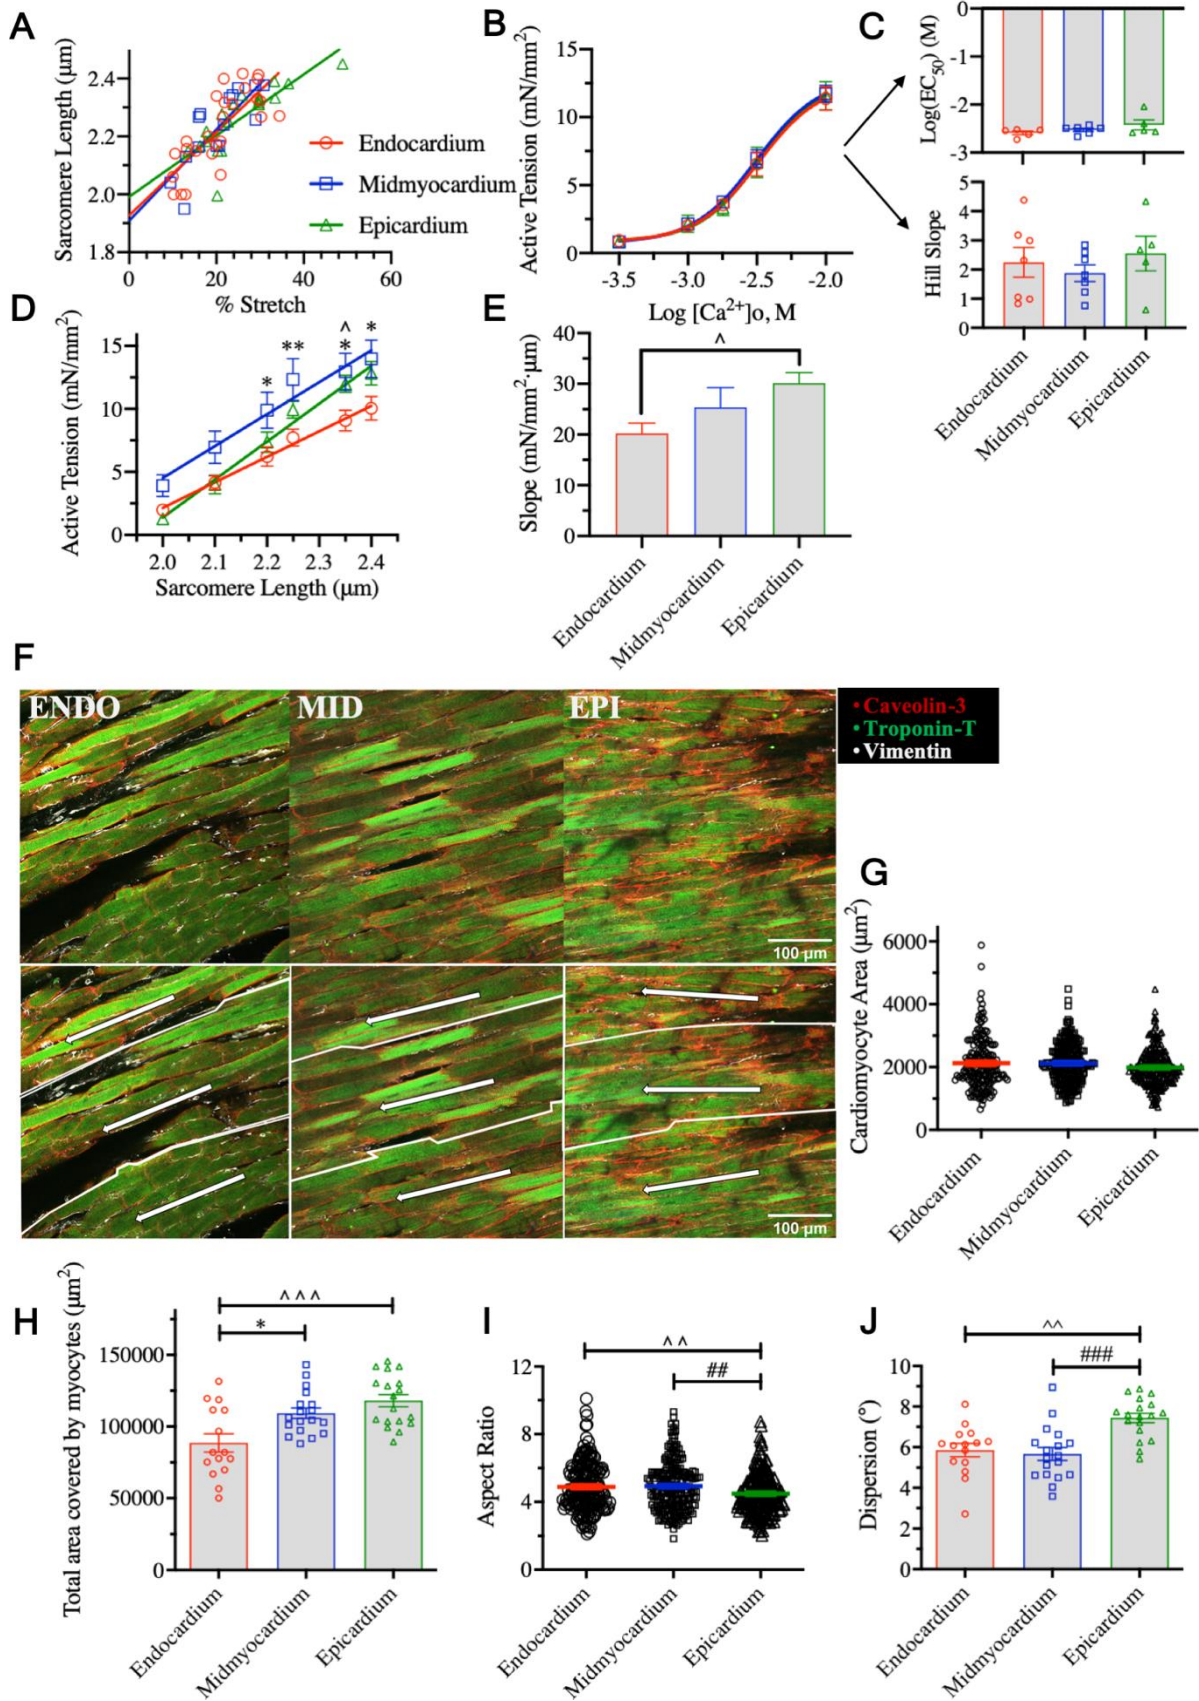 A
Sarcomere Length (μm)
2.4
2.2
2.0
1.8
0
20
40
60
% Stretch
Endocardium
Midmyocardium
Epicardium
B
Active Tension (mN/mm²)
15
10
5
0
-3.5
-3.0
-2.5
-2.0
Log [Ca²⁺]o, M
C
Log(EC₅₀) (M)
0
-1
-2
-3
Hill Slope
5
4
3
2
1
0
Endocardium
Midmyocardium
Epicardium
D
Active Tension (mN/mm²)
15
10
5
0
* ** ^ * *
2.0
2.1
2.2
2.3
2.4
Sarcomere Length (μm)
E
Slope (mN/mm²·μm)
40
30
20
10
0
^
Endocardium
Midmyocardium
Epicardium
F
ENDO
MID
EPI
• Caveolin-3
• Troponin-T
• Vimentin
100 μm
100 μm
G
Cardiomyocyte Area (μm²)
6000
4000
2000
0
Endocardium
Midmyocardium
Epicardium
H
Total area covered by myocytes (μm²)
150000
100000
50000
0
^ ^ ^
*
Endocardium
Midmyocardium
Epicardium
I
Aspect Ratio
12
8
4
0
^ ^
##
Endocardium
Midmyocardium
Epicardium
J
Dispersion (°)
10
8
6
4
2
0
^^
###
Endocardium
Midmyocardium
Epicardium